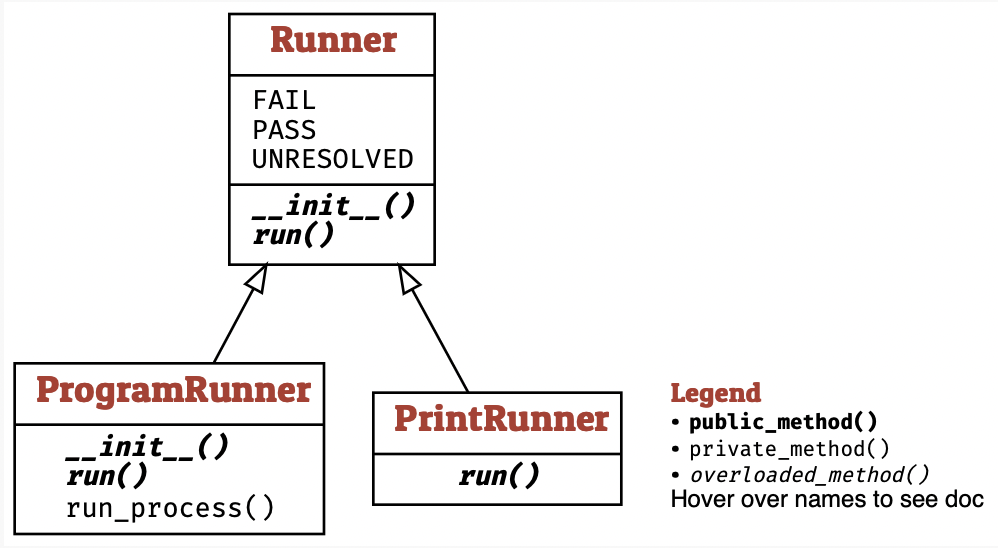 Runner
FAIL
PASS
UNRESOLVED
__init__()
run()
ProgramRunner
__init__()
run()
run_process()
PrintRunner
run()
Legend
• public_method()
• private_method()
• overloaded_method()
Hover over names to see doc